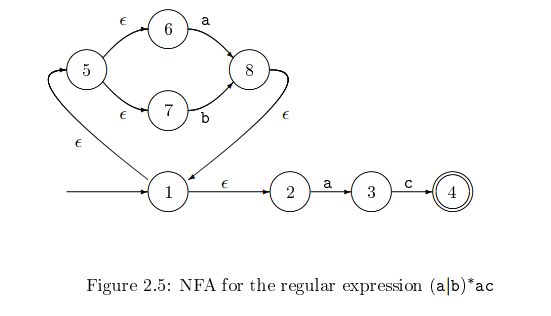 ϵ 6 a
5 8
ϵ 7 b ϵ
ϵ
1 ϵ 2 a 3 c 4
Figure 2.5: NFA for the regular expression (a|b)*ac